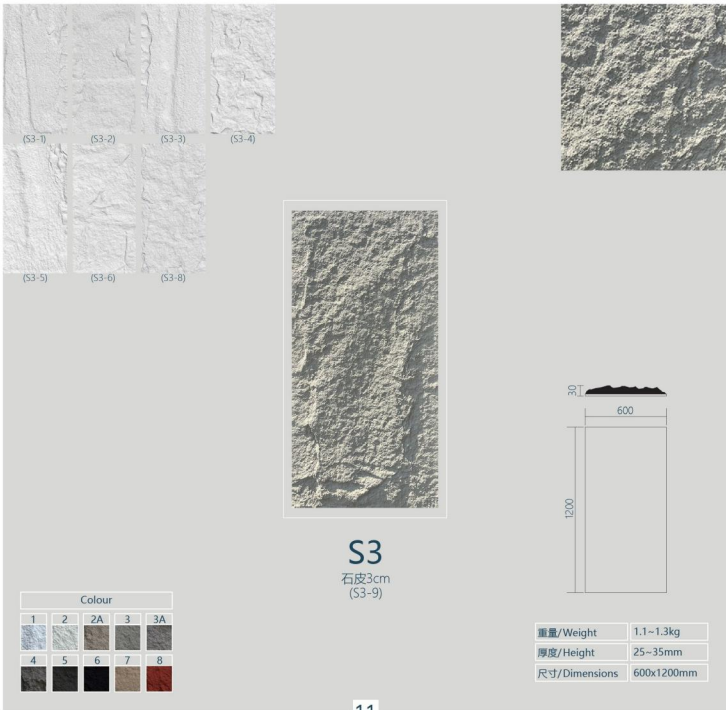 (S3-1) (S3-2) (S3-3) (S3-4)
(S3-5) (S3-6) (S3-8)
S3
石皮3cm
(S3-9)
30
600
1200
Colour
1 2 2A 3 3A
4 5 6 7 8
重量/Weight 1.1~1.3kg
厚度/Height 25~35mm
尺寸/Dimensions 600x1200mm
11